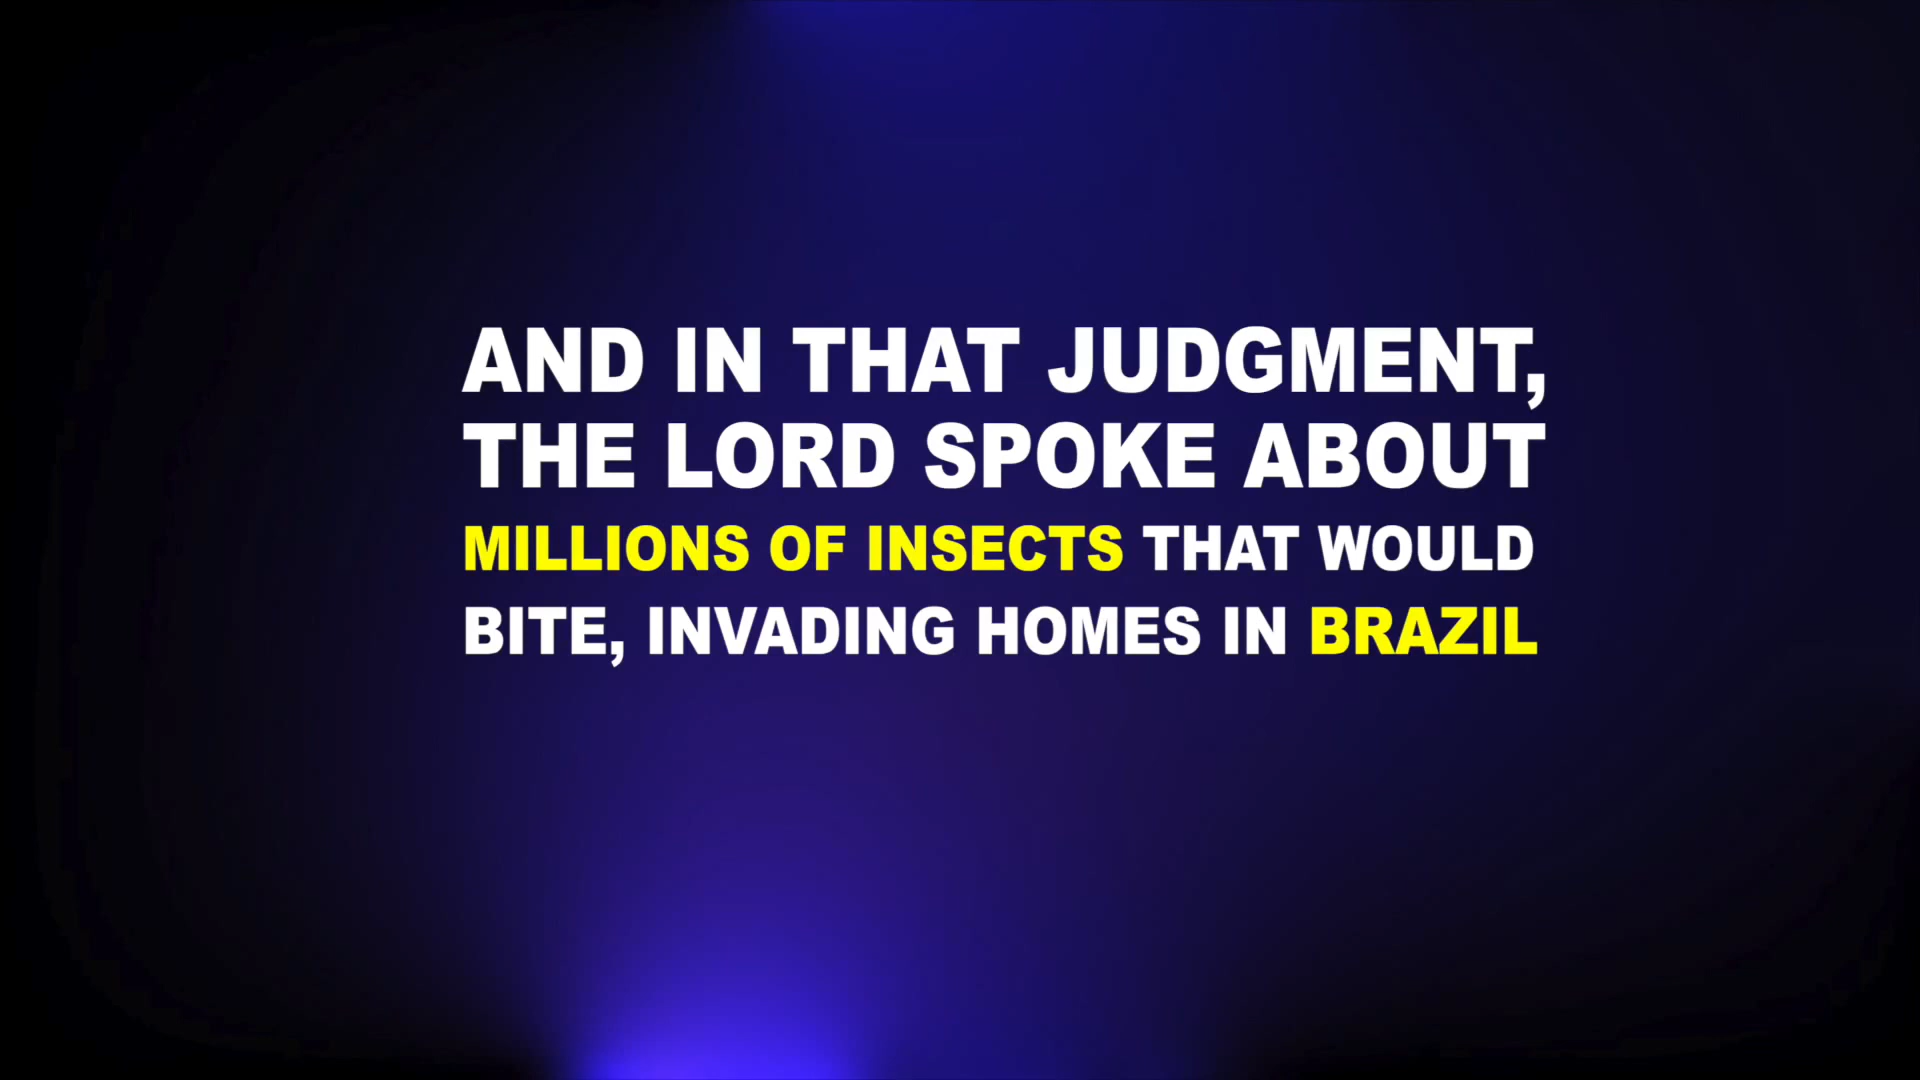 AND IN THAT JUDGMENT,
THE LORD SPOKE ABOUT
MILLIONS OF INSECTS THAT WOULD
BITE, INVADING HOMES IN BRAZIL